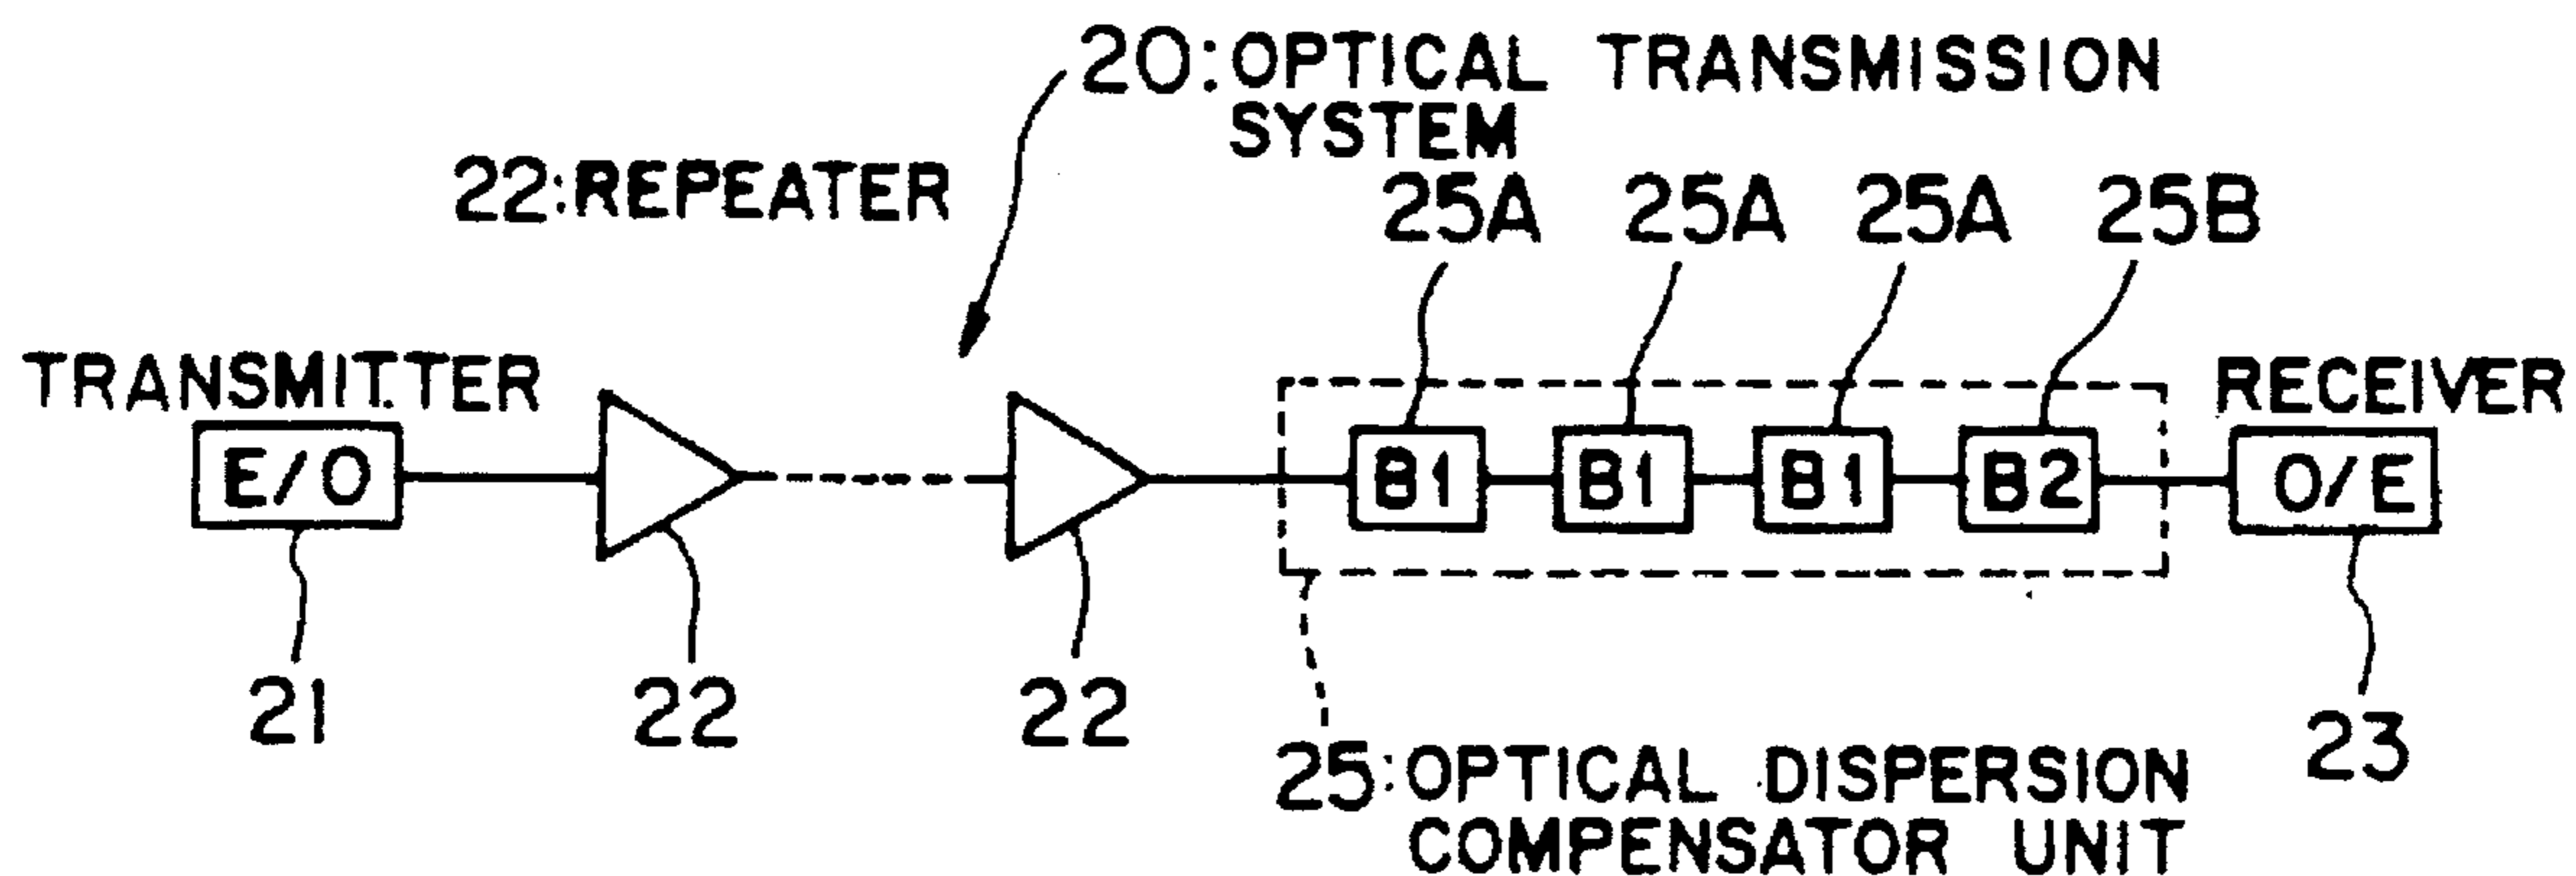 20:OPTICAL TRANSMISSION
SYSTEM
22:REPEATER
25A 25A 25A 25B
TRANSMITTER
RECEIVER
E/O
B1 B1 B1 B2
O/E
21
22
22
23
25:OPTICAL DISPERSION
COMPENSATOR UNIT